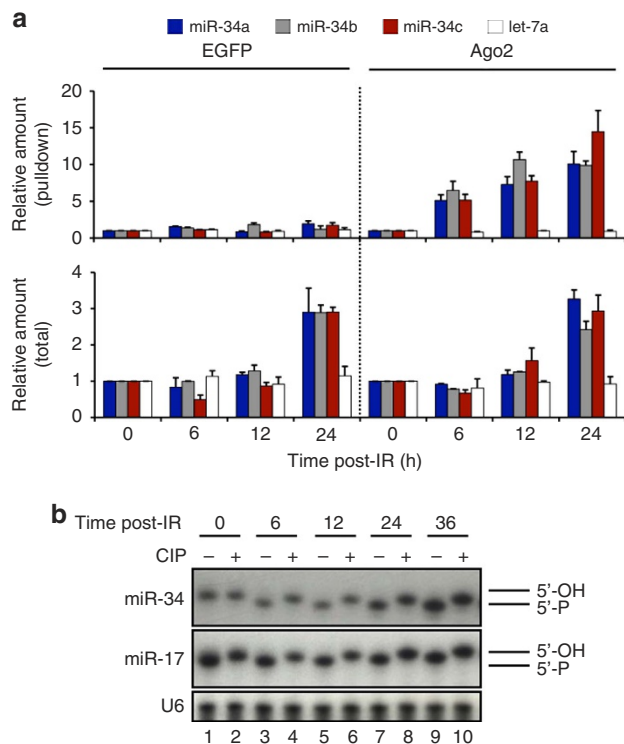 a
miR-34a miR-34b miR-34c let-7a
EGFP Ago2
Relative amount
(pulldown)
20
15
10
5
0
Relative amount
(total)
4
3
2
1
0
0 6 12 24 0 6 12 24
Time post-IR (h)
b
Time post-IR 0 6 12 24 36
CIP – + – + – + – + – +
miR-34 5'-OH
5'-P
miR-17 5'-OH
5'-P
U6
1 2 3 4 5 6 7 8 9 10